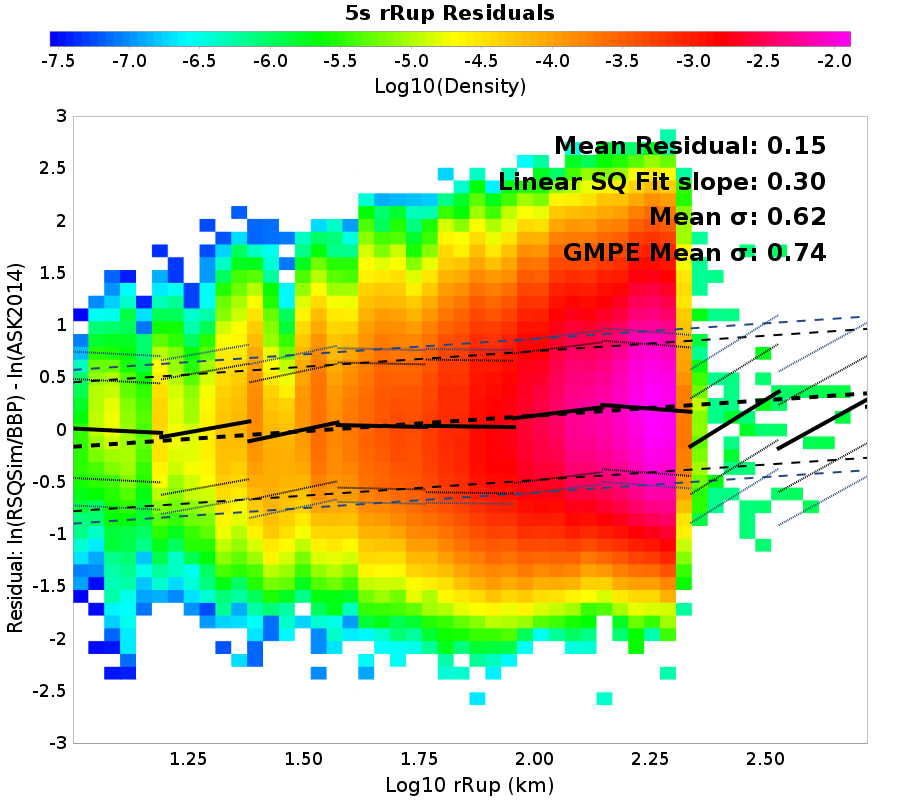 5s rRup Residuals
-7.5 -7.0 -6.5 -6.0 -5.5 -5.0 -4.5 -4.0 -3.5 -3.0 -2.5 -2.0
Log10(Density)
Mean Residual: 0.15
Linear SQ Fit slope: 0.30
Mean σ: 0.62
GMPE Mean σ: 0.74
Residual: ln(RSQSim/BBP) - ln(ASK2014)
3
2.5
2
1.5
1
0.5
0
-0.5
-1
-1.5
-2
-2.5
-3
1.25 1.50 1.75 2.00 2.25 2.50
Log10 rRup (km)